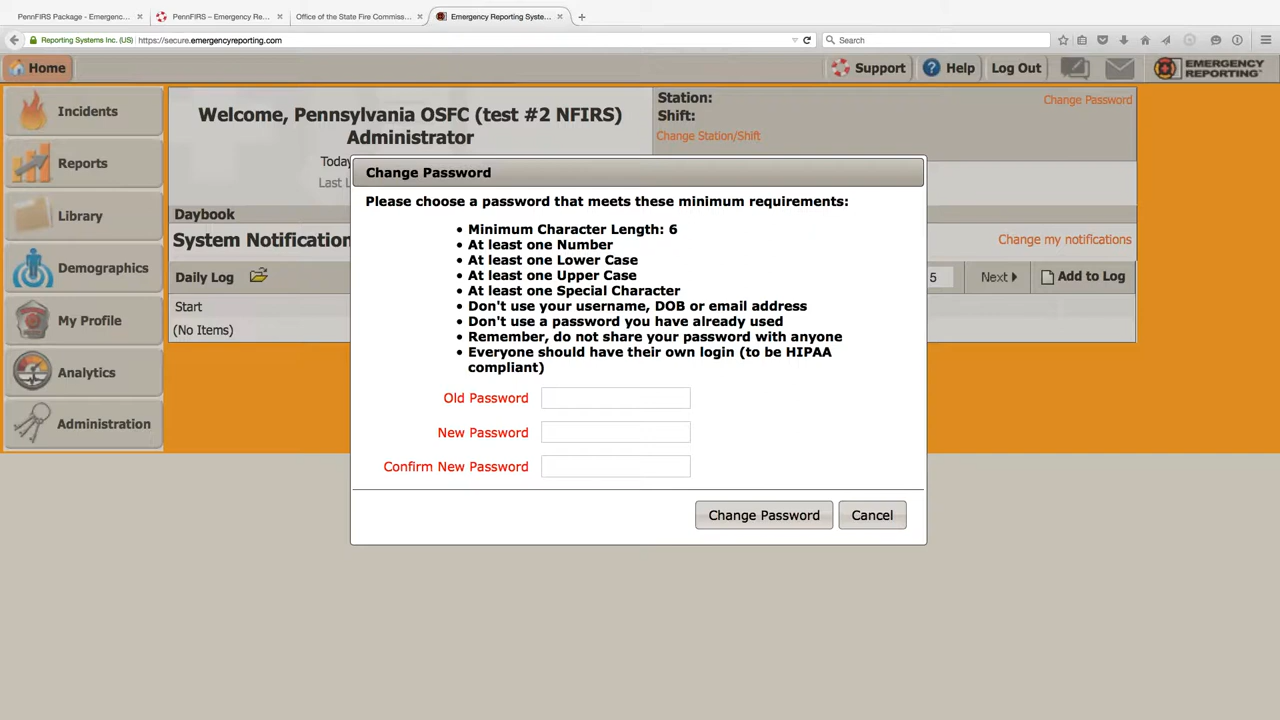 PennFIRS Package - Emergenc...
PennFIRS – Emergency Re...
Office of the State Fire Commiss...
Emergency Reporting Syste...
Reporting Systems Inc. (US)
https://secure.emergencyreporting.com
Search
Home
Support
Help
Log Out
EMERGENCY
REPORTING
Incidents
Reports
Library
Demographics
My Profile
Analytics
Administration
Welcome, Pennsylvania OSFC (test #2 NFIRS)
Administrator
Today
Last L
Station:
Shift:
Change Station/Shift
Change Password
Daybook
System Notification
Change my notifications
Daily Log
5
Next
Add to Log
Start
(No Items)
Change Password
Please choose a password that meets these minimum requirements:
• Minimum Character Length: 6
• At least one Number
• At least one Lower Case
• At least one Upper Case
• At least one Special Character
• Don't use your username, DOB or email address
• Don't use a password you have already used
• Remember, do not share your password with anyone
• Everyone should have their own login (to be HIPAA
compliant)
Old Password
New Password
Confirm New Password
Change Password
Cancel